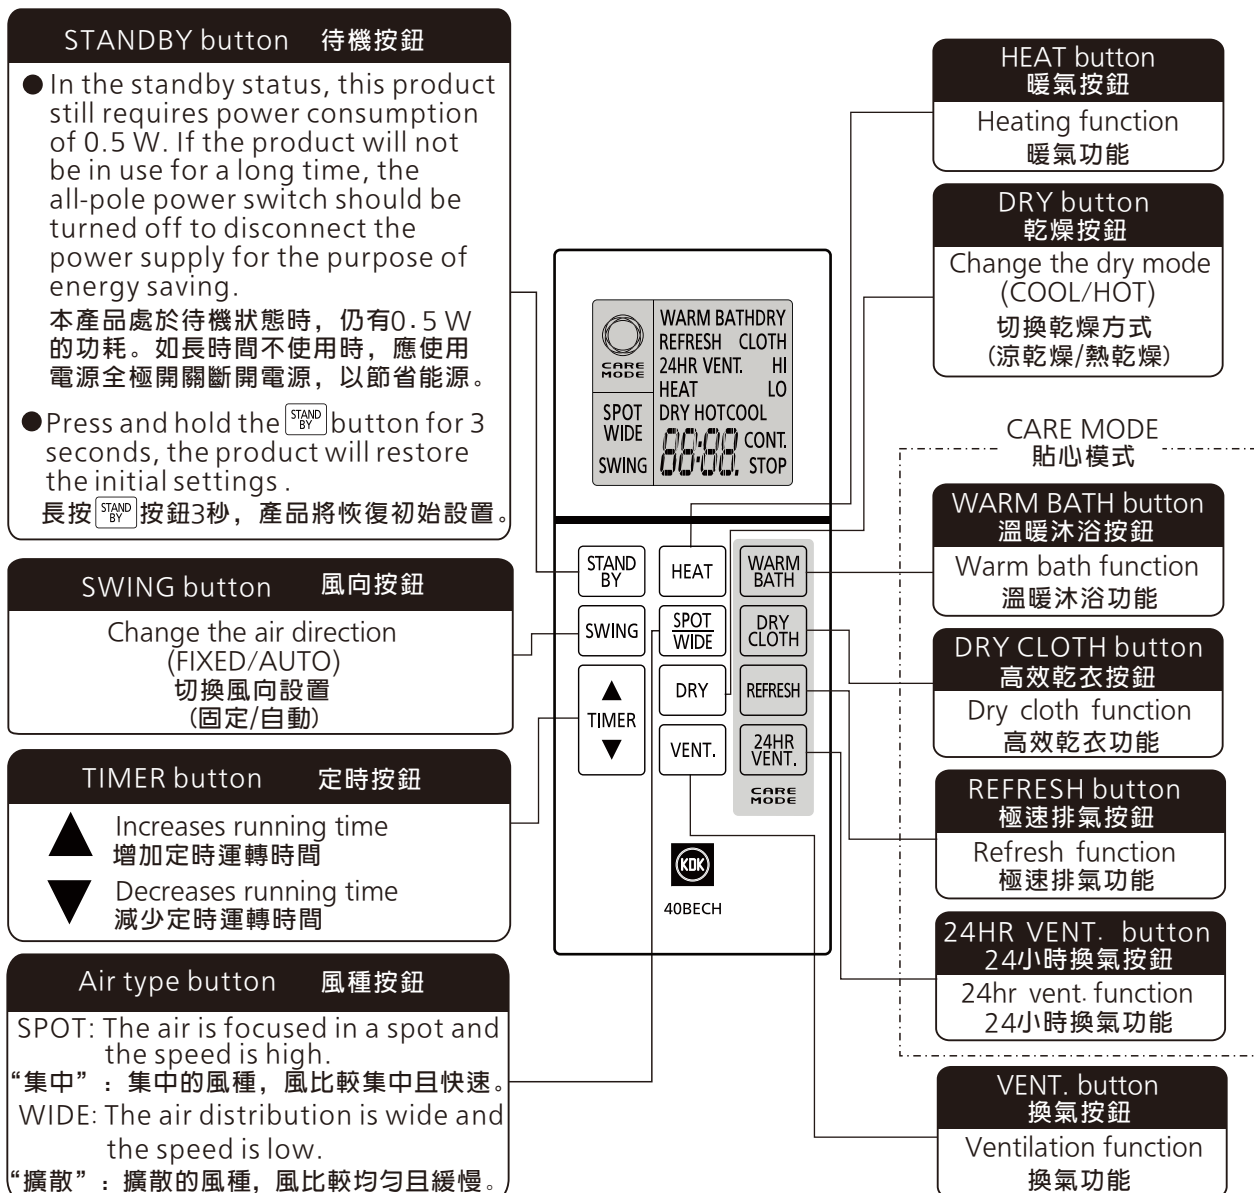 STANDBY button 待機按鈕
● In the standby status, this product
still requires power consumption
of 0.5 W. If the product will not
be in use for a long time, the
all-pole power switch should be
turned off to disconnect the
power supply for the purpose of
energy saving.
本產品處於待機狀態時，仍有0.5 W
的功耗。如長時間不使用時，應使用
電源全極開關斷開電源，以節省能源。
● Press and hold the STAND BY button for 3
seconds, the product will restore
the initial settings .
長按 STAND BY 按鈕3秒，產品將恢復初始設置。
SWING button 風向按鈕
Change the air direction
(FIXED/AUTO)
切換風向設置
(固定/自動)
TIMER button 定時按鈕
▲ Increases running time
增加定時運轉時間
▼ Decreases running time
減少定時運轉時間
Air type button 風種按鈕
SPOT: The air is focused in a spot and
the speed is high.
“集中”：集中的風種，風比較集中且快速。
WIDE: The air distribution is wide and
the speed is low.
“擴散”：擴散的風種，風比較均勻且緩慢。
CARE
MODE
SPOT
WIDE
SWING
WARM BATHDRY
REFRESH CLOTH
24HR VENT. HI
HEAT LO
DRY HOTCOOL
88:88. CONT.
STOP
STAND
BY
HEAT
WARM
BATH
SWING
SPOT
WIDE
DRY
CLOTH
▲
TIMER
▼
DRY
REFRESH
VENT.
24HR
VENT.
CARE
MODE
KDK
40BECH
HEAT button
暖氣按鈕
Heating function
暖氣功能
DRY button
乾燥按鈕
Change the dry mode
(COOL/HOT)
切換乾燥方式
(涼乾燥/熱乾燥)
CARE MODE
貼心模式
WARM BATH button
溫暖沐浴按鈕
Warm bath function
溫暖沐浴功能
DRY CLOTH button
高效乾衣按鈕
Dry cloth function
高效乾衣功能
REFRESH button
極速排氣按鈕
Refresh function
極速排氣功能
24HR VENT. button
24小時換氣按鈕
24hr vent. function
24小時換氣功能
VENT. button
換氣按鈕
Ventilation function
換氣功能